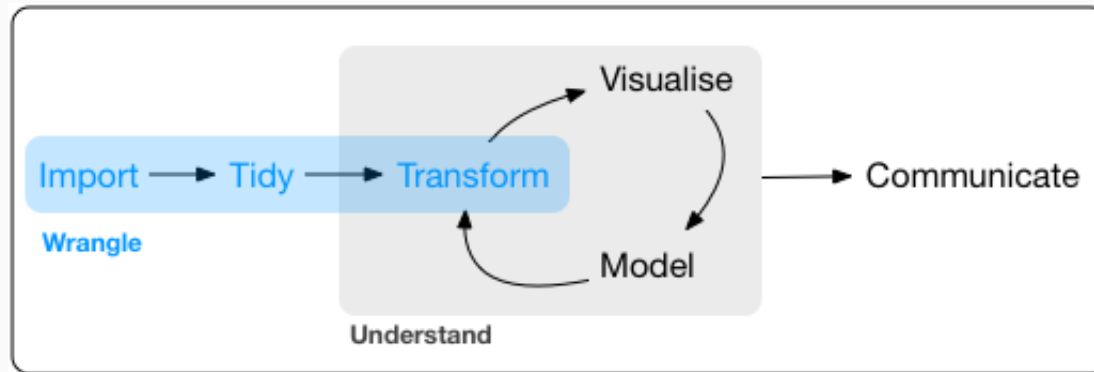 Visualise
Import Tidy Transform Communicate
Wrangle
Model
Understand